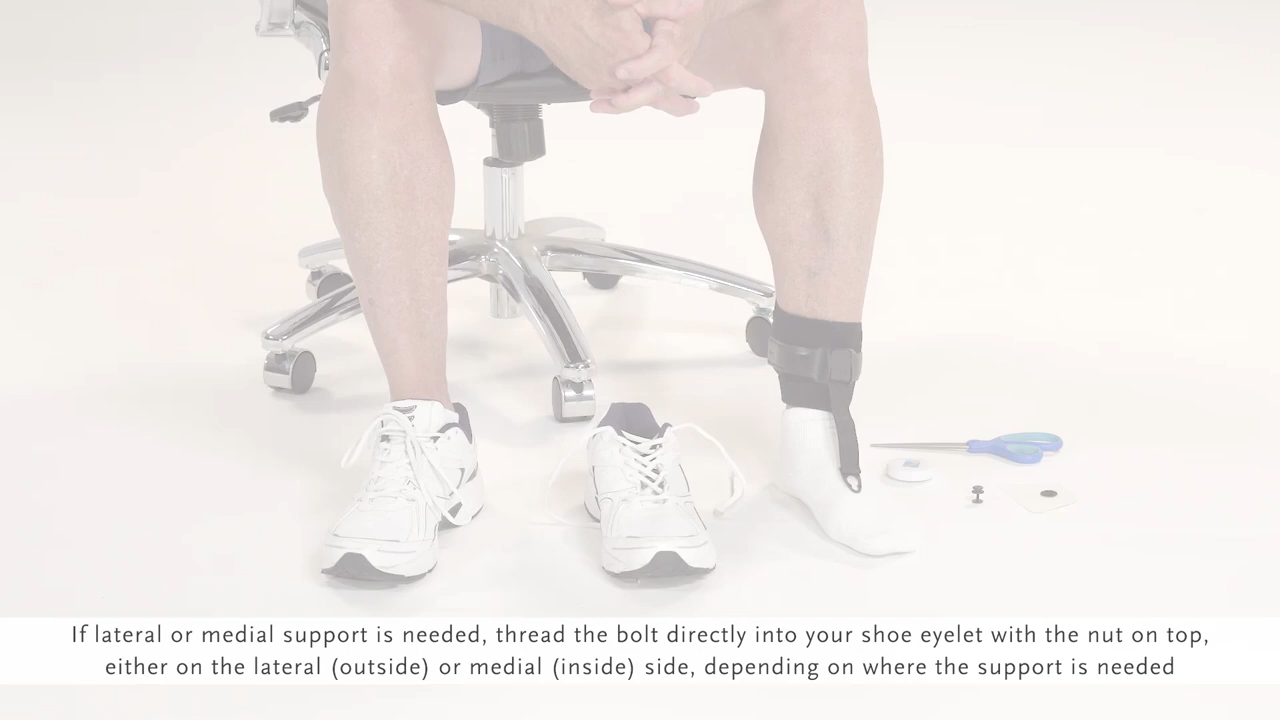 If lateral or medial support is needed, thread the bolt directly into your shoe eyelet with the nut on top,
either on the lateral (outside) or medial (inside) side, depending on where the support is needed